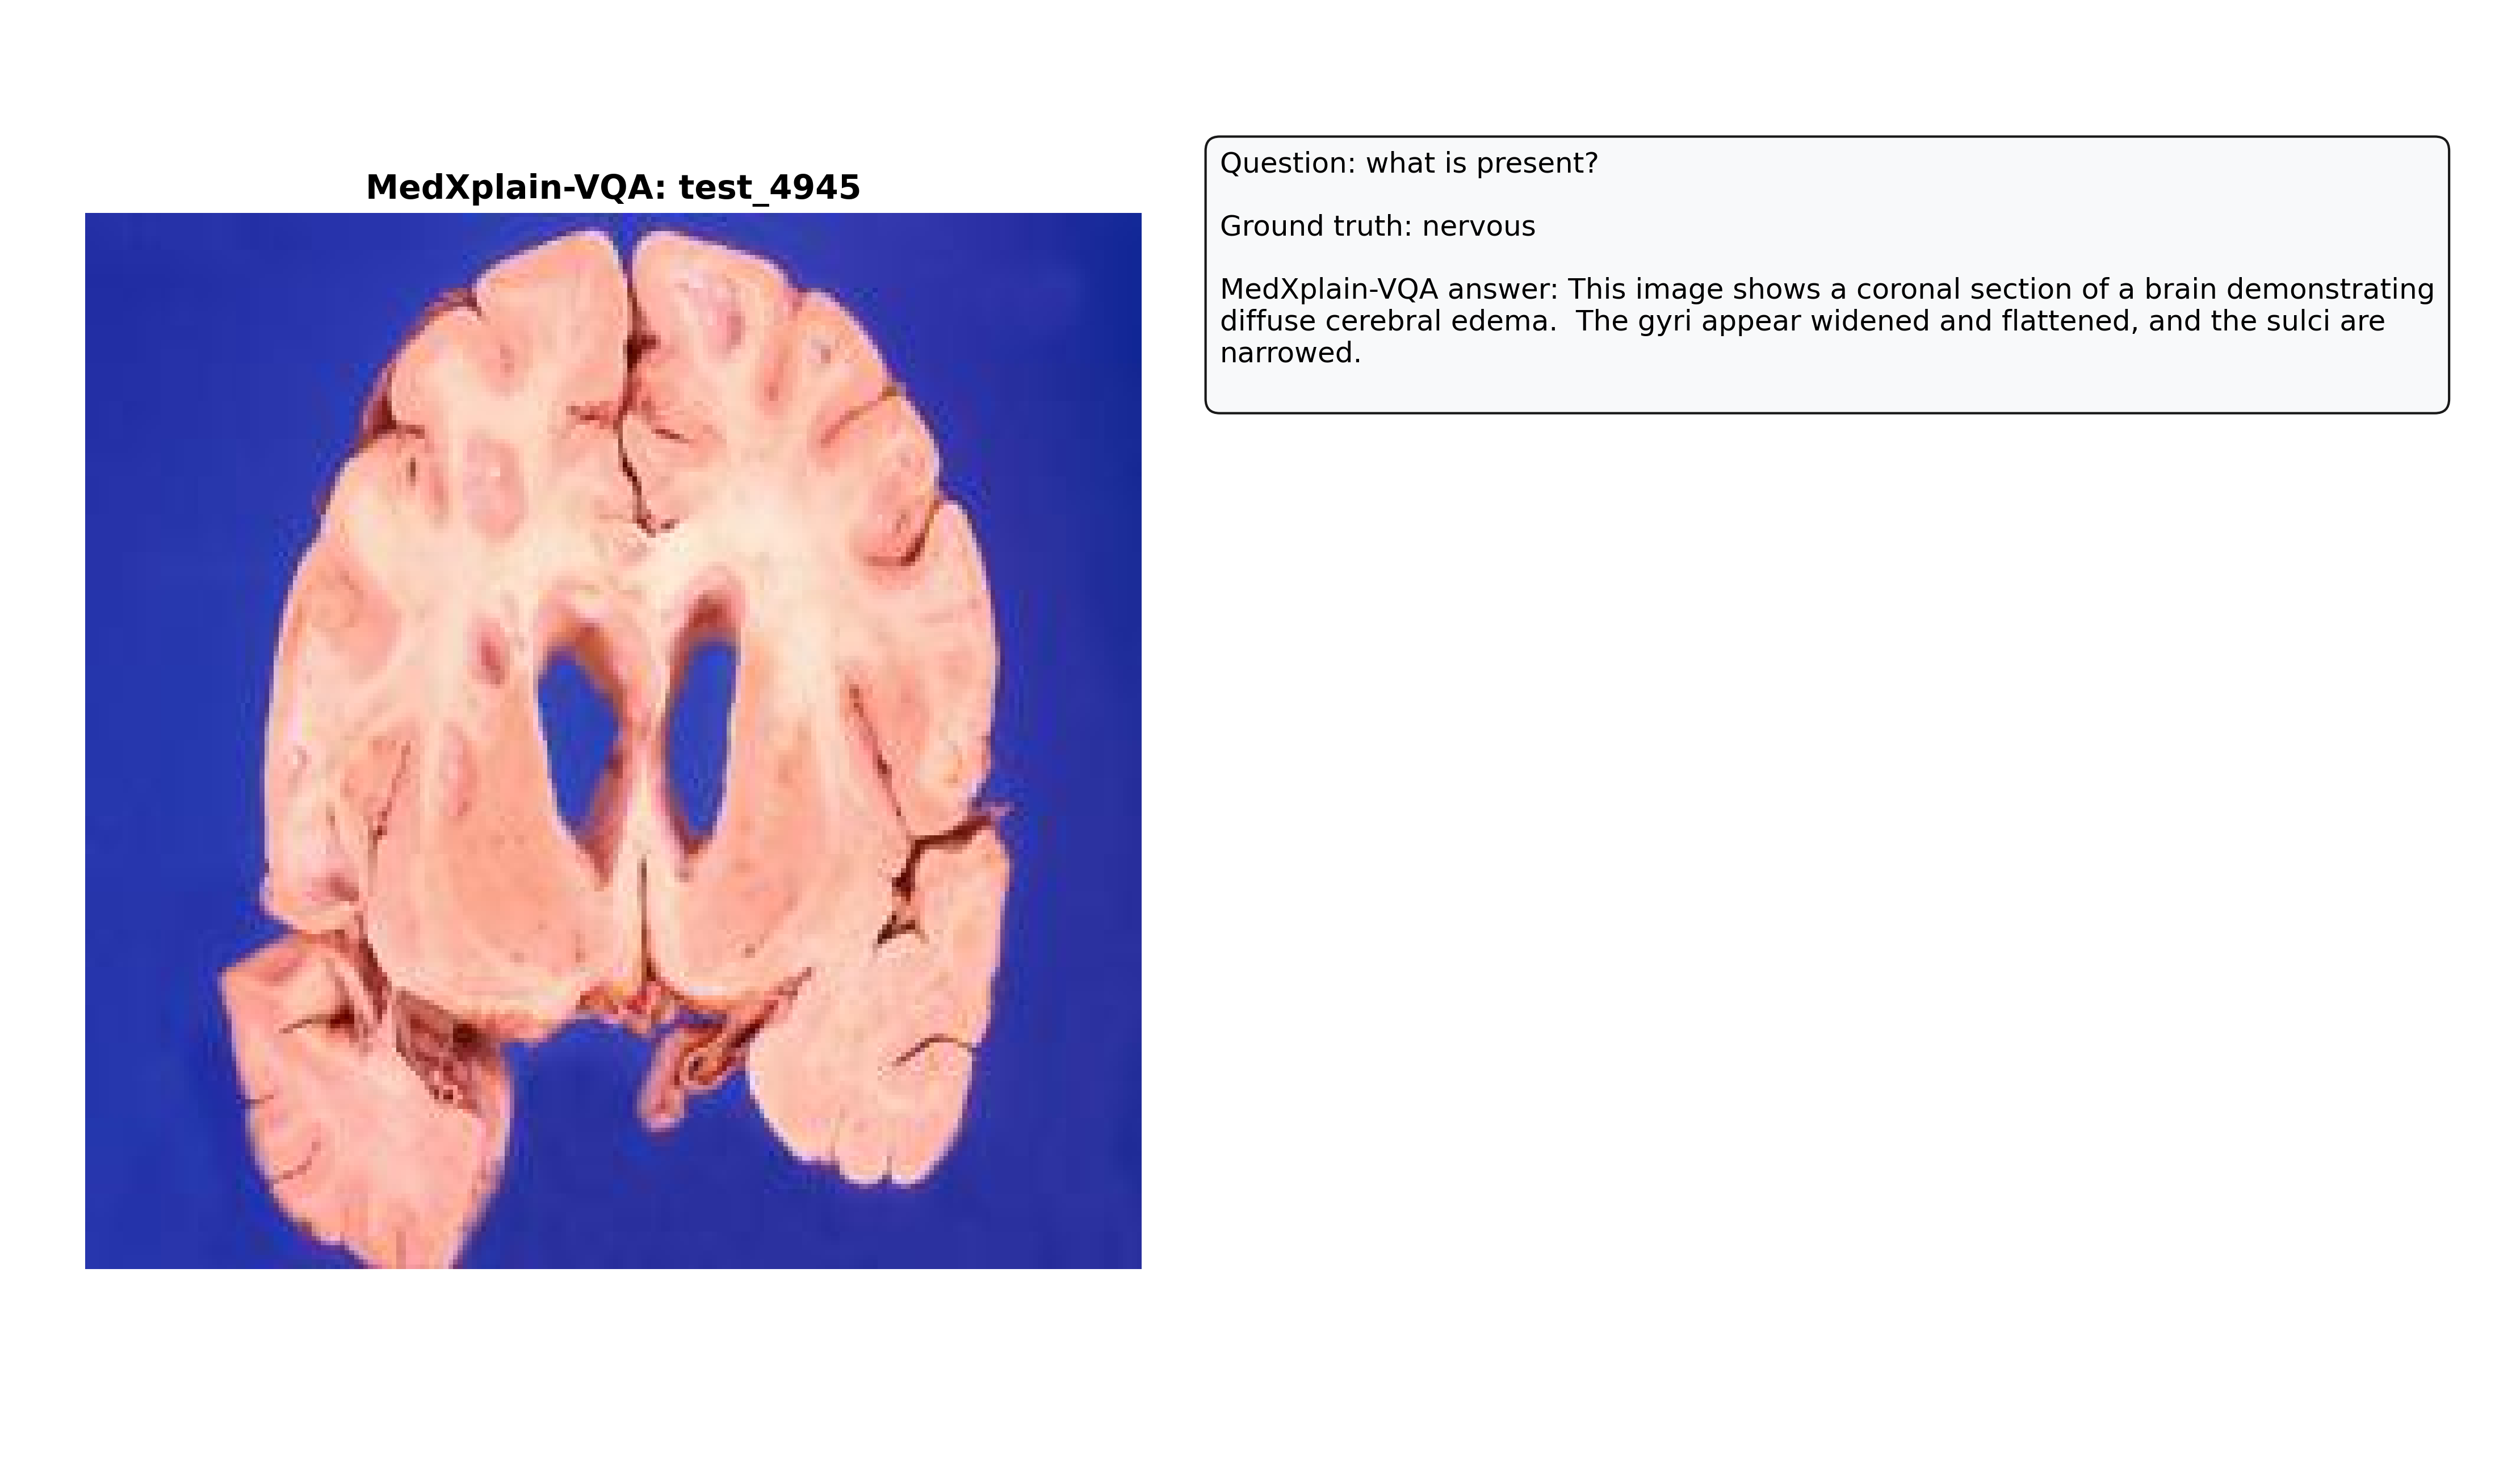 MedXplain-VQA: test_4945
Question: what is present?
Ground truth: nervous
MedXplain-VQA answer: This image shows a coronal section of a brain demonstrating
diffuse cerebral edema.  The gyri appear widened and flattened, and the sulci are
narrowed.